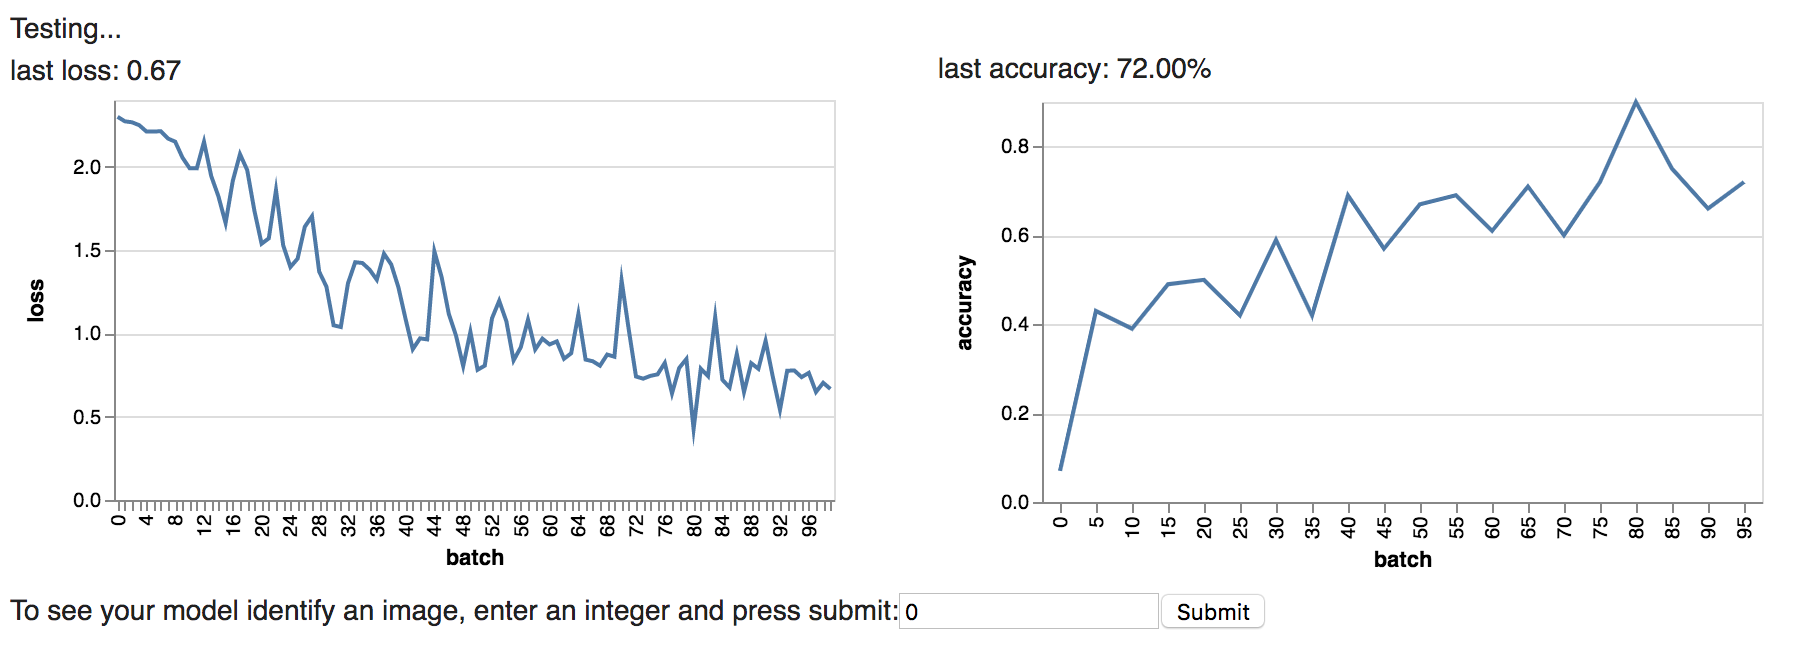 Testing...
last loss: 0.67
last accuracy: 72.00%
2.0
1.5
1.0
0.5
0.0
loss
0 4 8 12 16 20 24 28 32 36 40 44 48 52 56 60 64 68 72 76 80 84 88 92 96
batch
0.8
0.6
0.4
0.2
0.0
accuracy
0 5 10 15 20 25 30 35 40 45 50 55 60 65 70 75 80 85 90 95
batch
To see your model identify an image, enter an integer and press submit: 0 Submit